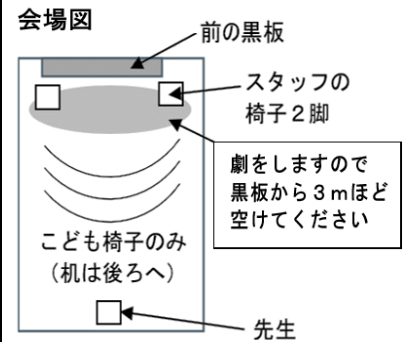 会場図
前の黒板
スタッフの
椅子２脚
劇をしますので
黒板から３ｍほど
空けてください
こども椅子のみ
（机は後ろへ）
先生